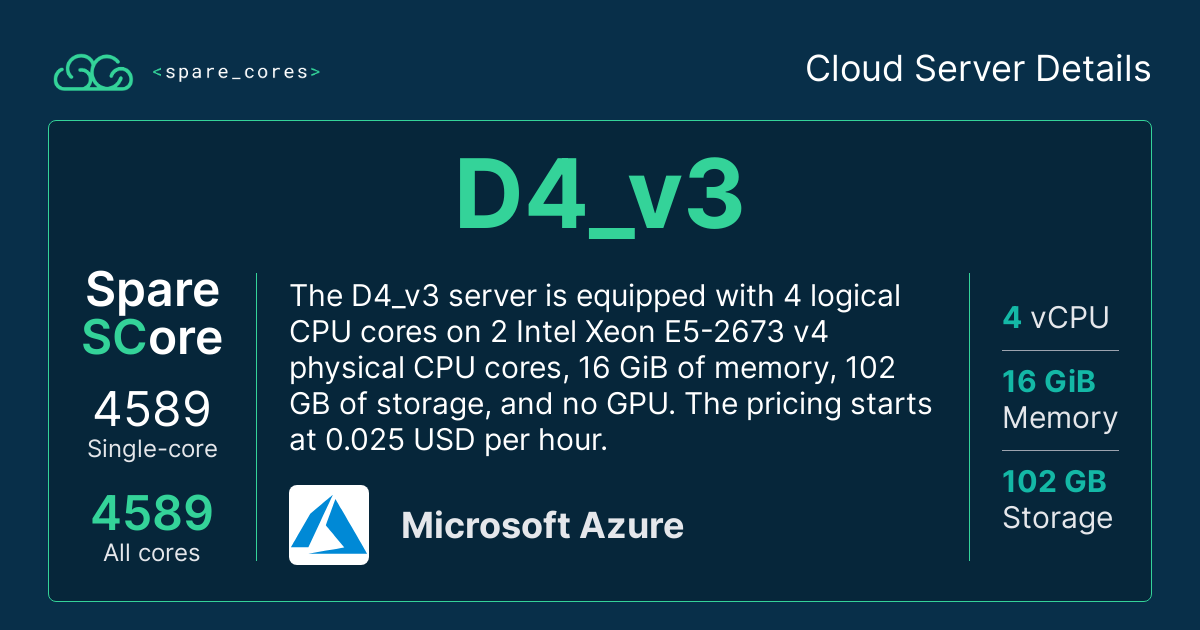 <spare_cores>
Cloud Server Details
D4_v3
Spare
SCore
4589
Single-core
4589
All cores
The D4_v3 server is equipped with 4 logical
CPU cores on 2 Intel Xeon E5-2673 v4
physical CPU cores, 16 GiB of memory, 102
GB of storage, and no GPU. The pricing starts
at 0.025 USD per hour.
Microsoft Azure
4 vCPU
16 GiB
Memory
102 GB
Storage